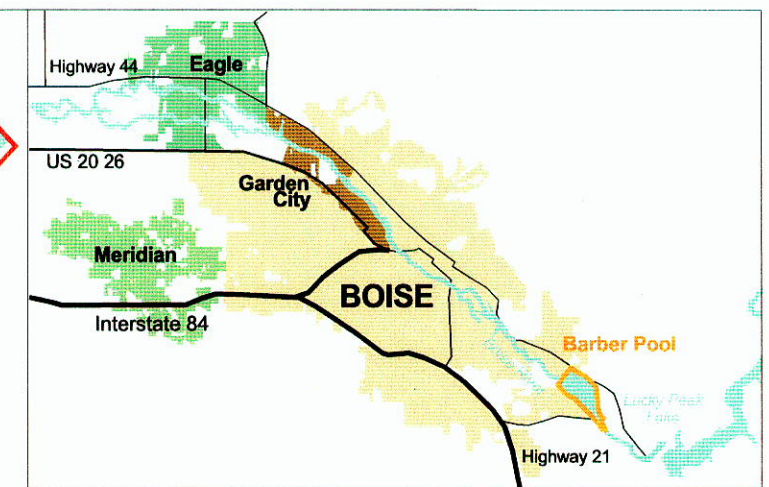 Highway 44
Eagle
US 20 26
Garden
City
Meridian
BOISE
Interstate 84
Barber Pool
Lucky Peak
Lake
Highway 21